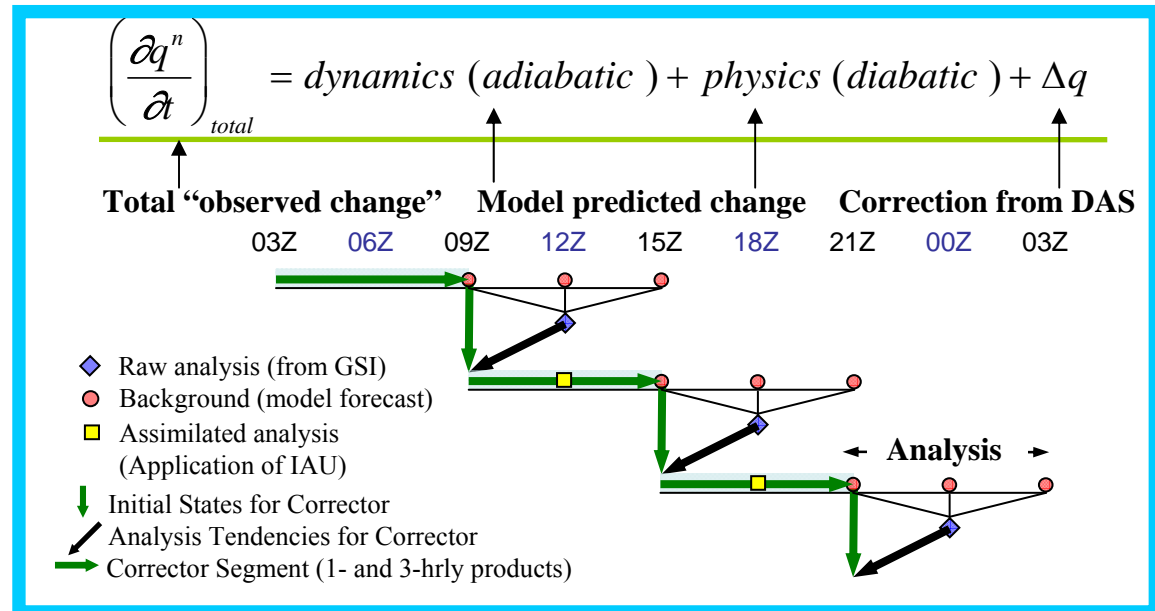 (∂qⁿ/∂t)total = dynamics (adiabatic) + physics (diabatic) + Δq
Total “observed change” Model predicted change Correction from DAS
03Z 06Z 09Z 12Z 15Z 18Z 21Z 00Z 03Z
Raw analysis (from GSI)
Background (model forecast)
Assimilated analysis
(Application of IAU)
Analysis
Initial States for Corrector
Analysis Tendencies for Corrector
Corrector Segment (1- and 3-hrly products)